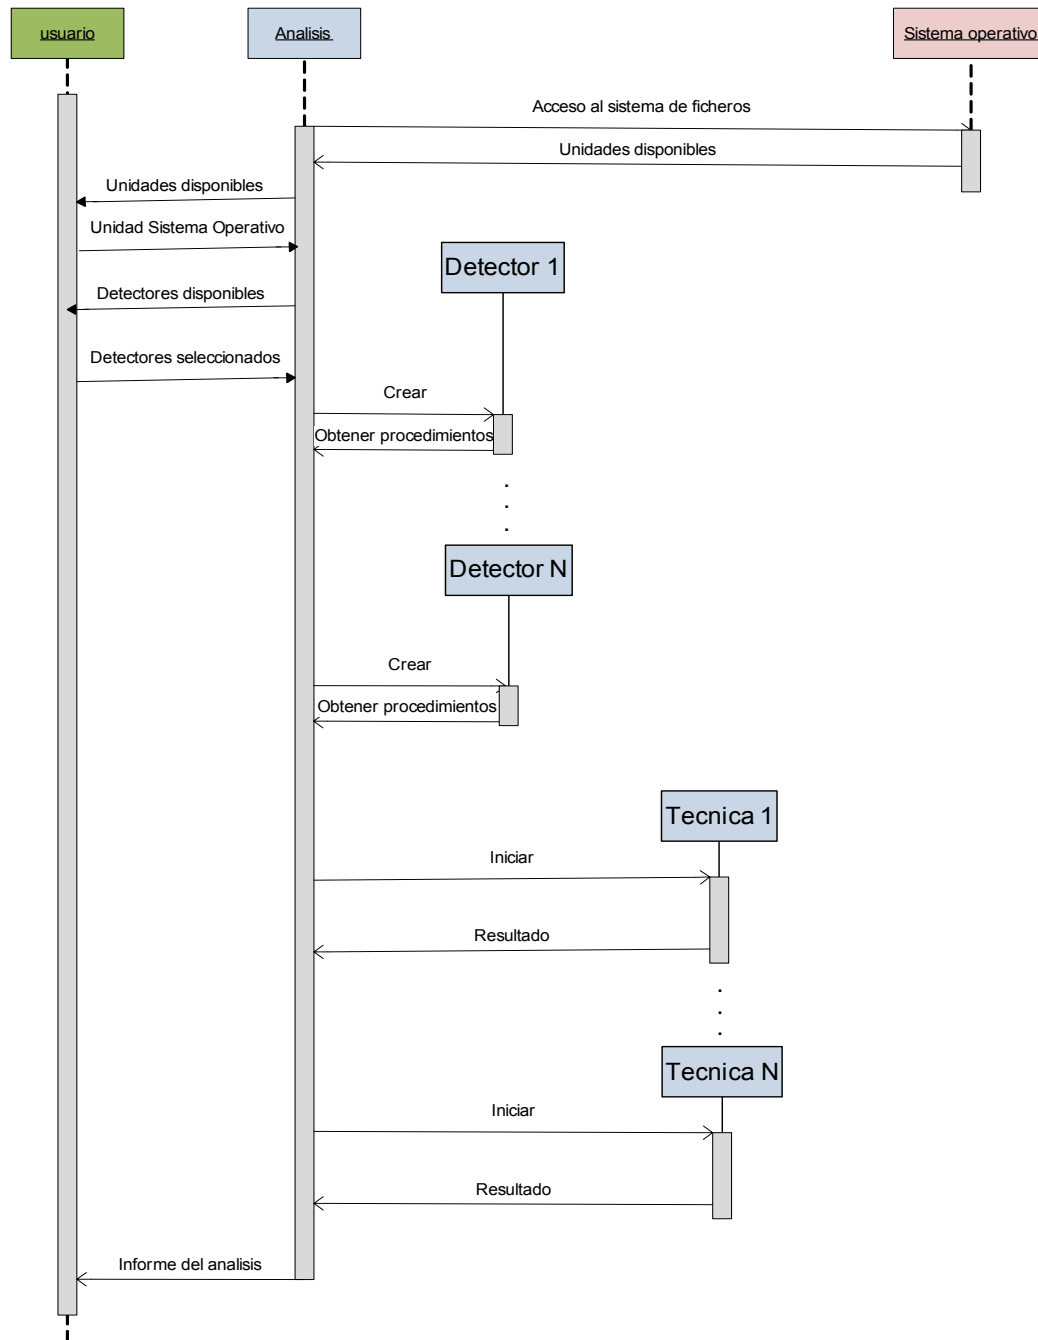 usuario
Analisis
Sistema operativo
Acceso al sistema de ficheros
Unidades disponibles
Unidades disponibles
Unidad Sistema Operativo
Detector 1
Detectores disponibles
Detectores seleccionados
Crear
Obtener procedimientos
.
.
.
Detector N
Crear
Obtener procedimientos
Tecnica 1
Iniciar
Resultado
.
.
.
Tecnica N
Iniciar
Resultado
Informe del analisis